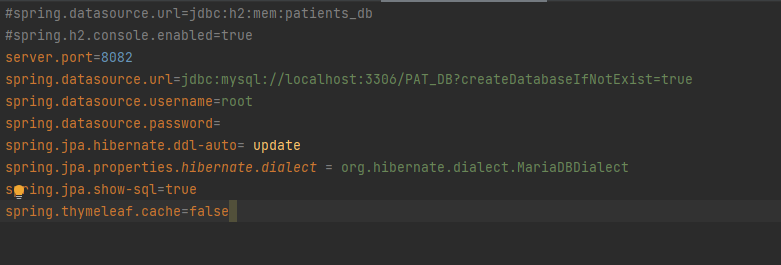 #spring.datasource.url=jdbc:h2:mem:patients_db
#spring.h2.console.enabled=true
server.port=8082
spring.datasource.url=jdbc:mysql://localhost:3306/PAT_DB?createDatabaseIfNotExist=true
spring.datasource.username=root
spring.datasource.password=
spring.jpa.hibernate.ddl-auto= update
spring.jpa.properties.hibernate.dialect = org.hibernate.dialect.MariaDBDialect
spring.jpa.show-sql=true
spring.thymeleaf.cache=false